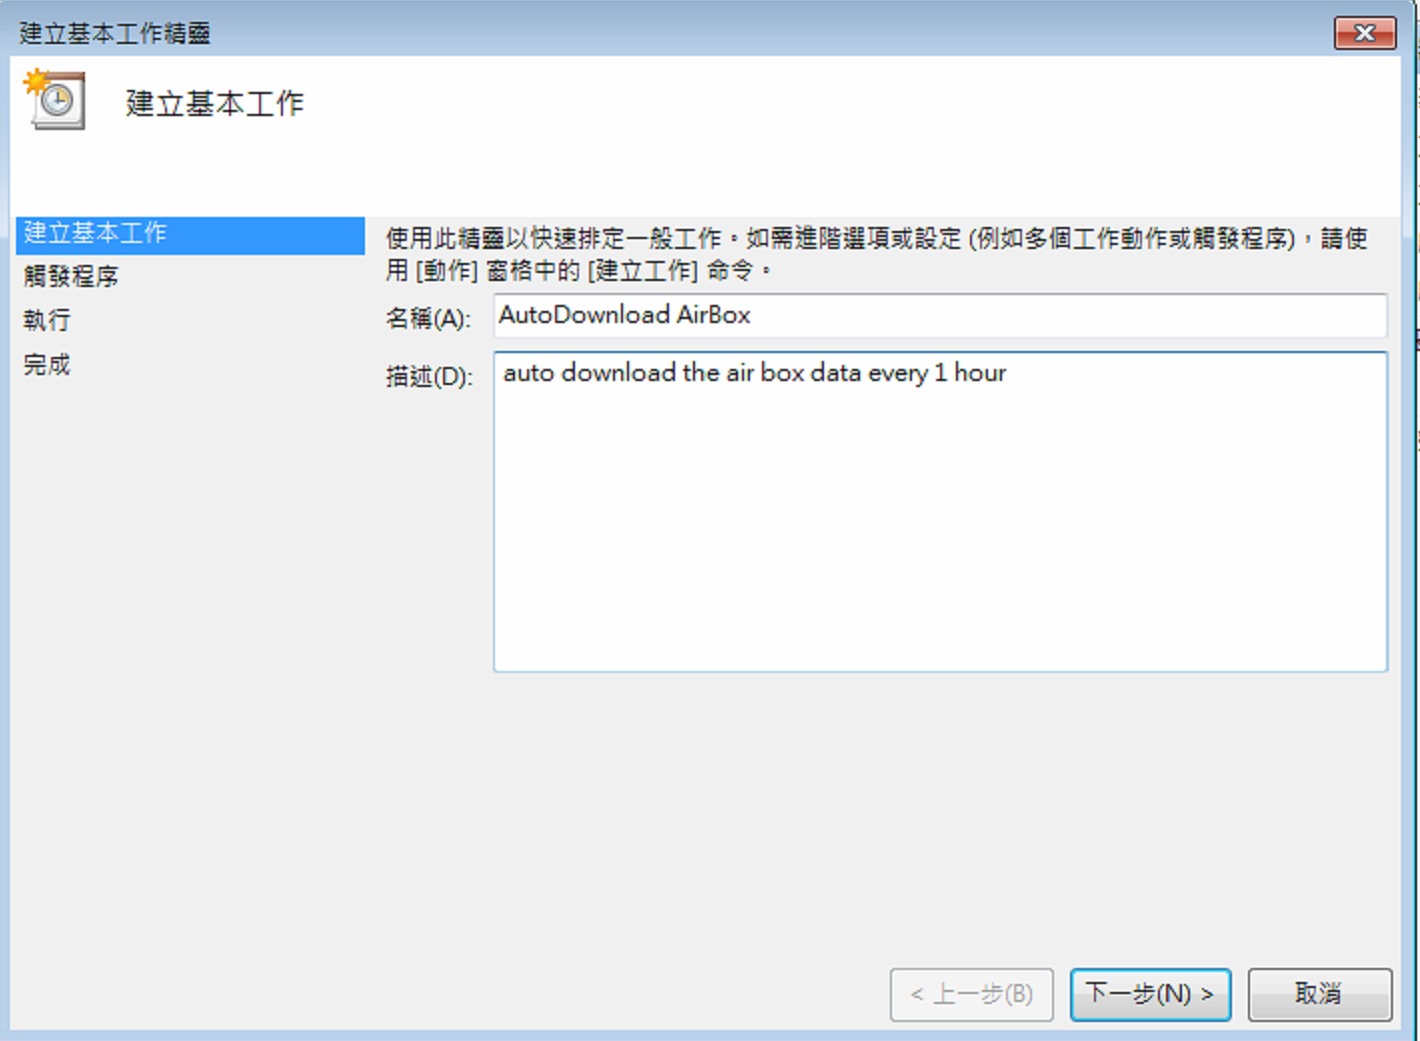 建立基本工作精靈
建立基本工作
建立基本工作
觸發程序
執行
完成
使用此精靈以快速排定一般工作。如需進階選項或設定 (例如多個工作動作或觸發程序)，請使
用 [動作] 窗格中的 [建立工作] 命令。
名稱(A):
AutoDownload AirBox
描述(D):
auto download the air box data every 1 hour
< 上一步(B)
下一步(N) >
取消